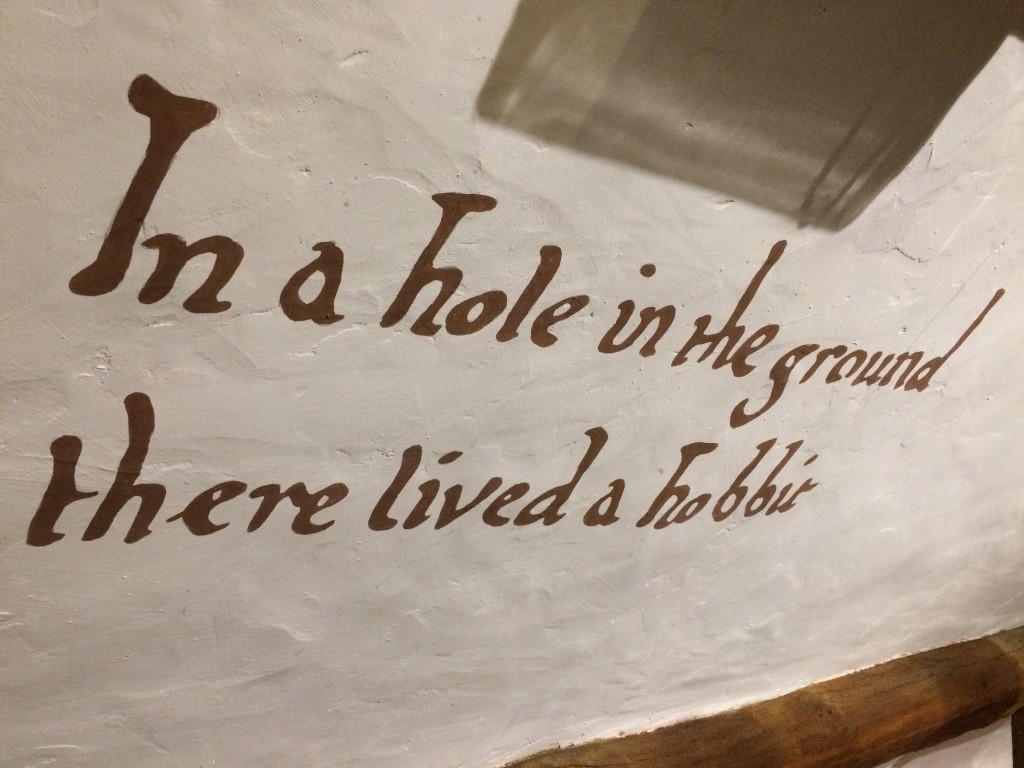 In a hole in the ground
there lived a hobbit